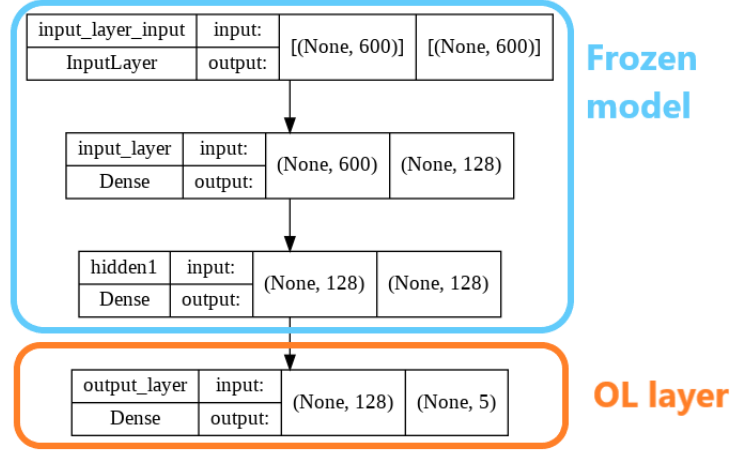 input_layer_input input: [(None, 600)] [(None, 600)]
InputLayer output:
Frozen
model
input_layer input: (None, 600) (None, 128)
Dense output:
hidden1 input: (None, 128) (None, 128)
Dense output:
output_layer input: (None, 128) (None, 5)
Dense output:
OL layer